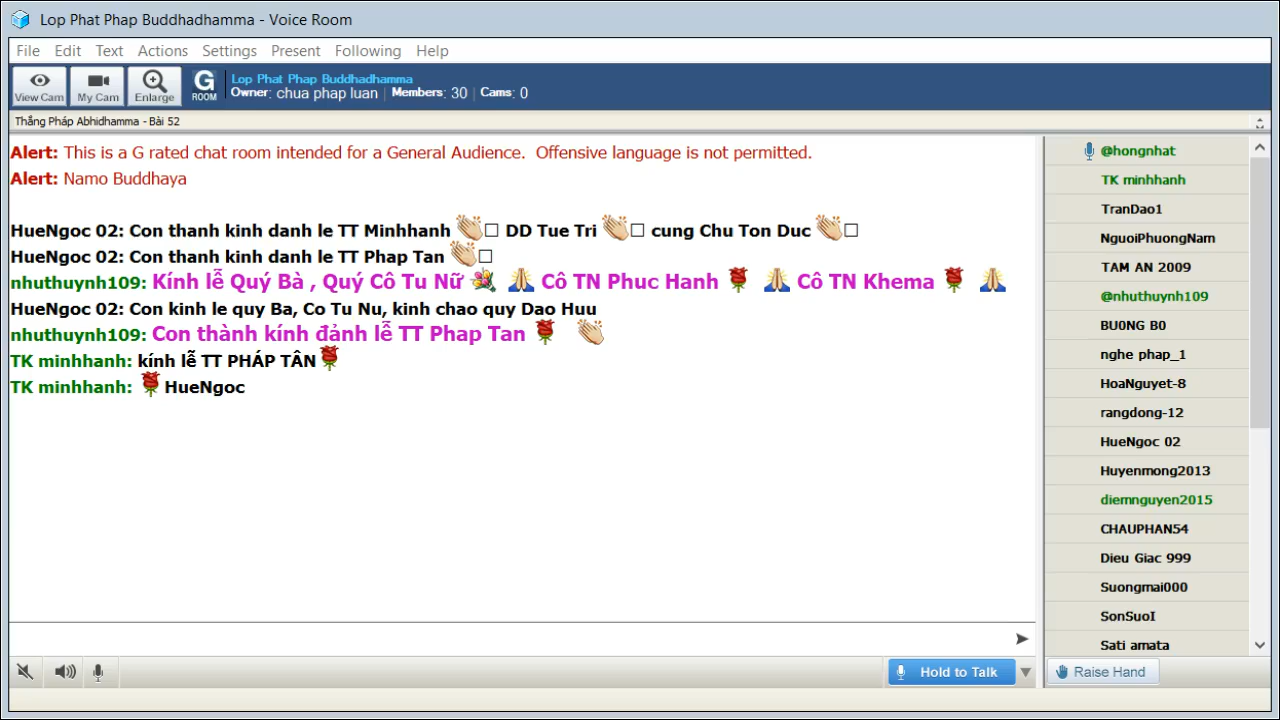 Lop Phat Phap Buddhadhamma - Voice Room
File Edit Text Actions Settings Present Following Help
View Cam My Cam Enlarge G ROOM
Lop Phat Phap Buddhadhamma
Owner: chua phap luan | Members: 30 | Cams: 0
Thắng Pháp Abhidhamma - Bài 52
Alert: This is a G rated chat room intended for a General Audience. Offensive language is not permitted.
Alert: Namo Buddhaya
HueNgoc 02: Con thanh kinh danh le TT Minhhanh 👏□ DD Tue Tri 👏□ cung Chu Ton Duc 👏□
HueNgoc 02: Con thanh kinh danh le TT Phap Tan 👏□
nhuthuynh109: Kính lễ Quý Bà , Quý Cô Tu Nữ 💐 🙏 Cô TN Phuc Hanh 🌹 🙏 Cô TN Khema 🌹 🙏
HueNgoc 02: Con kinh le quy Ba, Co Tu Nu, kinh chao quy Dao Huu
nhuthuynh109: Con thành kính đảnh lễ TT Phap Tan 🌹 👏
TK minhhanh: kính lễ TT PHÁP TÂN🌹
TK minhhanh: 🌹HueNgoc
Hold to Talk
@hongnhat
TK minhhanh
TranDao1
NguoiPhuongNam
TAM AN 2009
@nhuthuynh109
BU0NG B0
nghe phap_1
HoaNguyet-8
rangdong-12
HueNgoc 02
Huyenmong2013
diemnguyen2015
CHAUPHAN54
Dieu Giac 999
Suongmai000
SonSuoI
Sati amata
Raise Hand